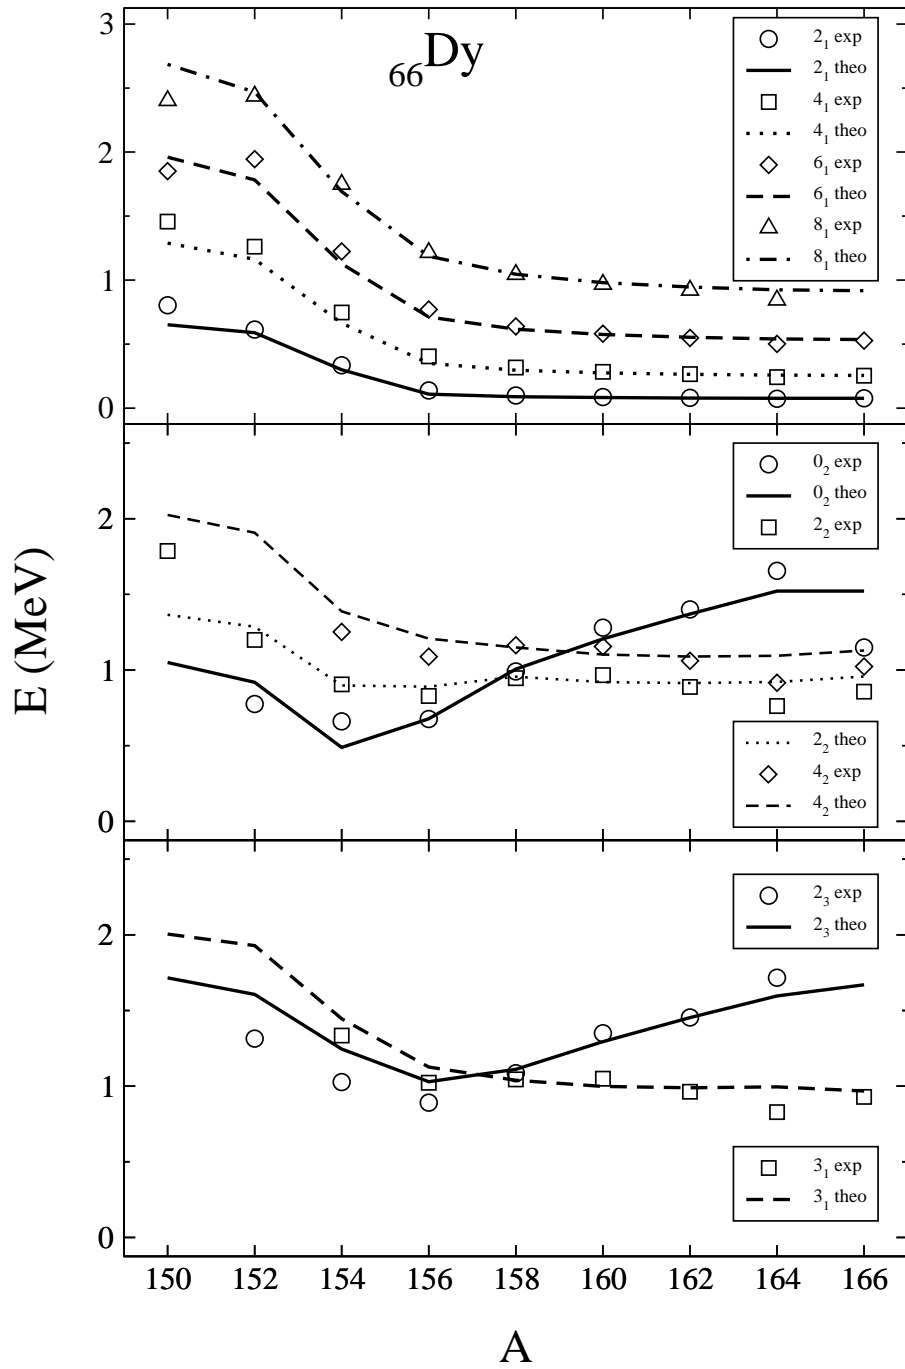 ₆₆Dy
3
2
1
0
2₁ exp
2₁ theo
4₁ exp
4₁ theo
6₁ exp
6₁ theo
8₁ exp
8₁ theo
E (MeV)
2
1
0
0₂ exp
0₂ theo
2₂ exp
2₂ theo
4₂ exp
4₂ theo
2
1
0
2₃ exp
2₃ theo
3₁ exp
3₁ theo
150 152 154 156 158 160 162 164 166
A